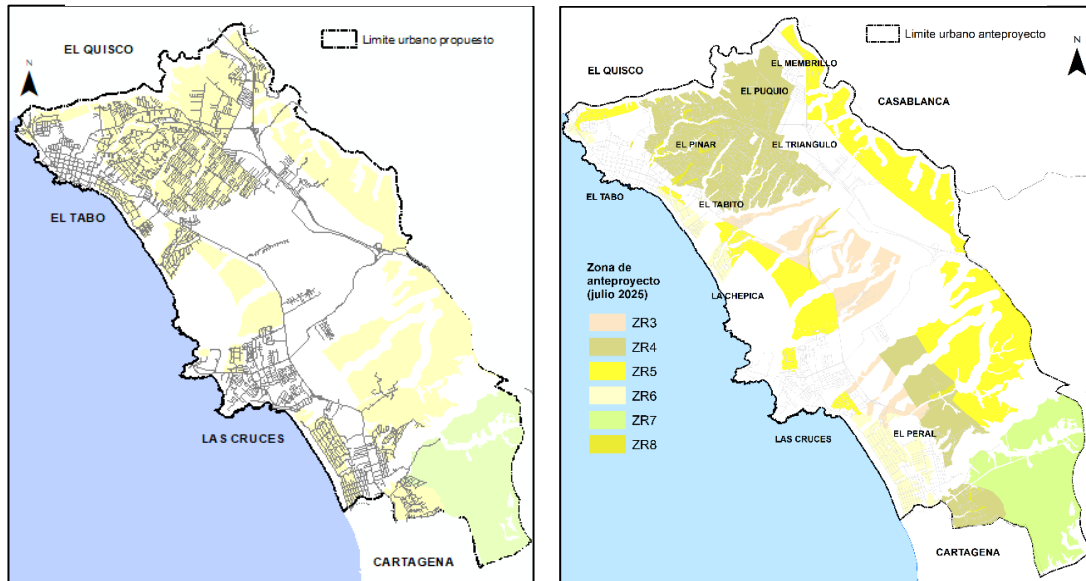 EL QUISCO
Limite urbano propuesto
N
EL TABO
LAS CRUCES
CARTAGENA
Limite urbano anteproyecto
N
EL MEMBRILLO
EL QUISCO
CASABLANCA
EL PUQUIO
EL PINAR
EL TRIANGULO
EL TABO
EL TABITO
Zona de
anteproyecto
(julio 2025)
LA CHEPICA
ZR3
ZR4
ZR5
ZR6
ZR7
ZR8
LAS CRUCES
EL PERAL
CARTAGENA